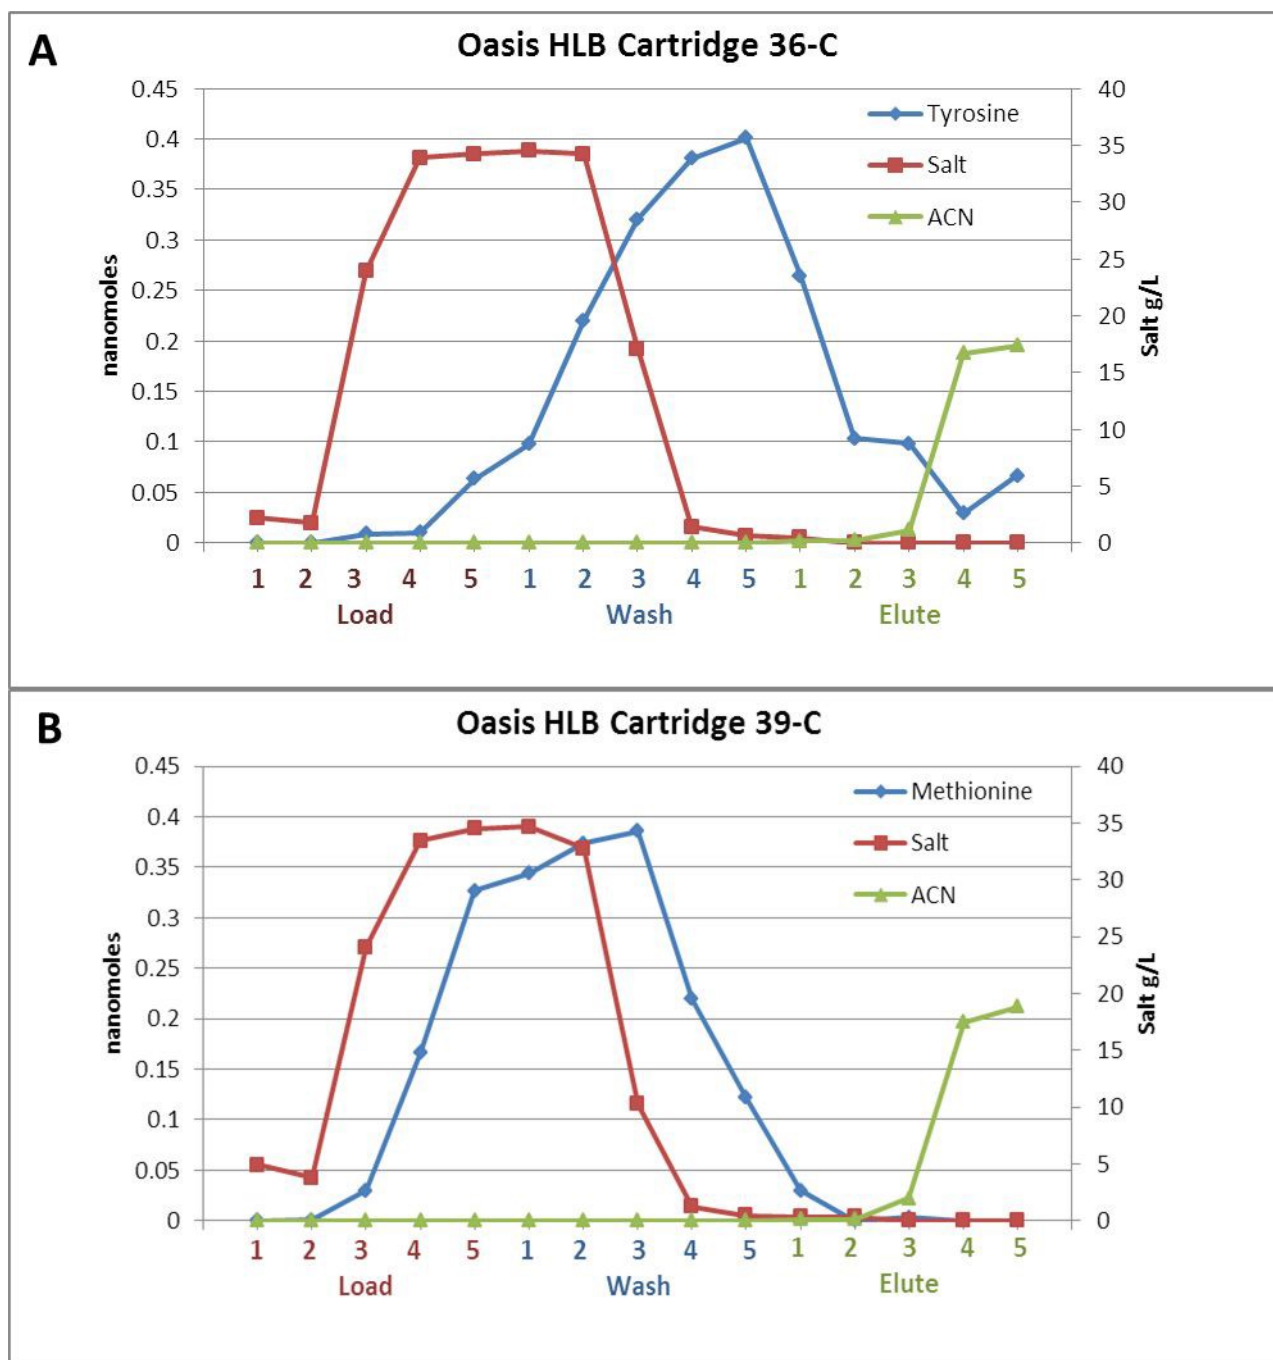 A
Oasis HLB Cartridge 36-C
0.45
0.4
0.35
0.3
0.25
0.2
0.15
0.1
0.05
0
nanomoles
40
35
30
25
20
15
10
5
0
Salt g/L
Tyrosine
Salt
ACN
1 2 3 4 5 1 2 3 4 5 1 2 3 4 5
Load Wash Elute
B
Oasis HLB Cartridge 39-C
0.45
0.4
0.35
0.3
0.25
0.2
0.15
0.1
0.05
0
nanomoles
40
35
30
25
20
15
10
5
0
Salt g/L
Methionine
Salt
ACN
1 2 3 4 5 1 2 3 4 5 1 2 3 4 5
Load Wash Elute